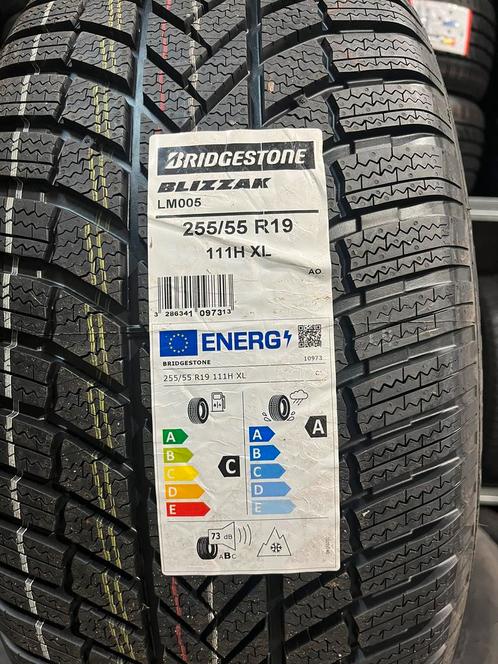 BRIDGESTONE
BLIZZAK
LM005
255/55 R19
111H XL
AO
3 286341 097313
ENERG
BRIDGESTONE
10973
255/55 R19 111H XL
C1
A
B
C
D
E
C
A
B
C
D
E
A
73 dB
ABC